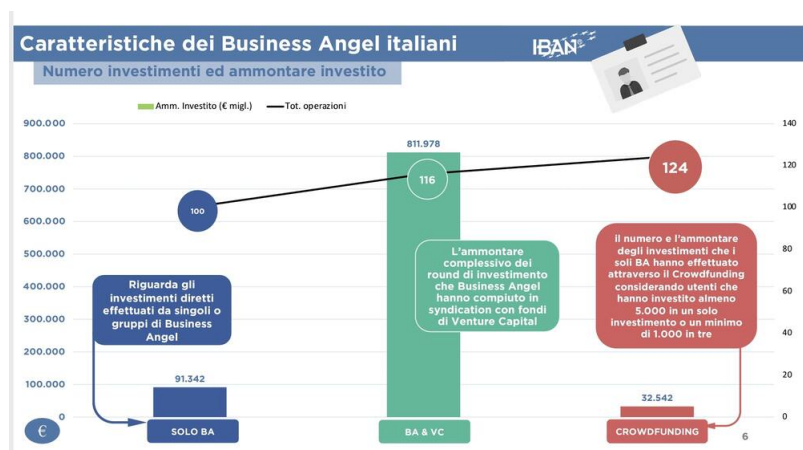 Caratteristiche dei Business Angel italiani
IBAN®
Numero investimenti ed ammontare investito
Amm. Investito (€ migl.)
Tot. operazioni
900.000
800.000
700.000
600.000
500.000
400.000
300.000
200.000
100.000
0
140
120
100
80
60
40
20
0
100
Riguarda gli
investimenti diretti
effettuati da singoli o
gruppi di Business
Angel
91.342
SOLO BA
811.978
116
L'ammontare
complessivo dei
round di investimento
che Business Angel
hanno compiuto in
syndication con fondi
di Venture Capital
BA & VC
124
il numero e l'ammontare
degli investimenti che i
soli BA hanno effettuato
attraverso il Crowdfunding
considerando utenti che
hanno investito almeno
5.000 in un solo
investimento o un minimo
di 1.000 in tre
32.542
CROWDFUNDING
€
6